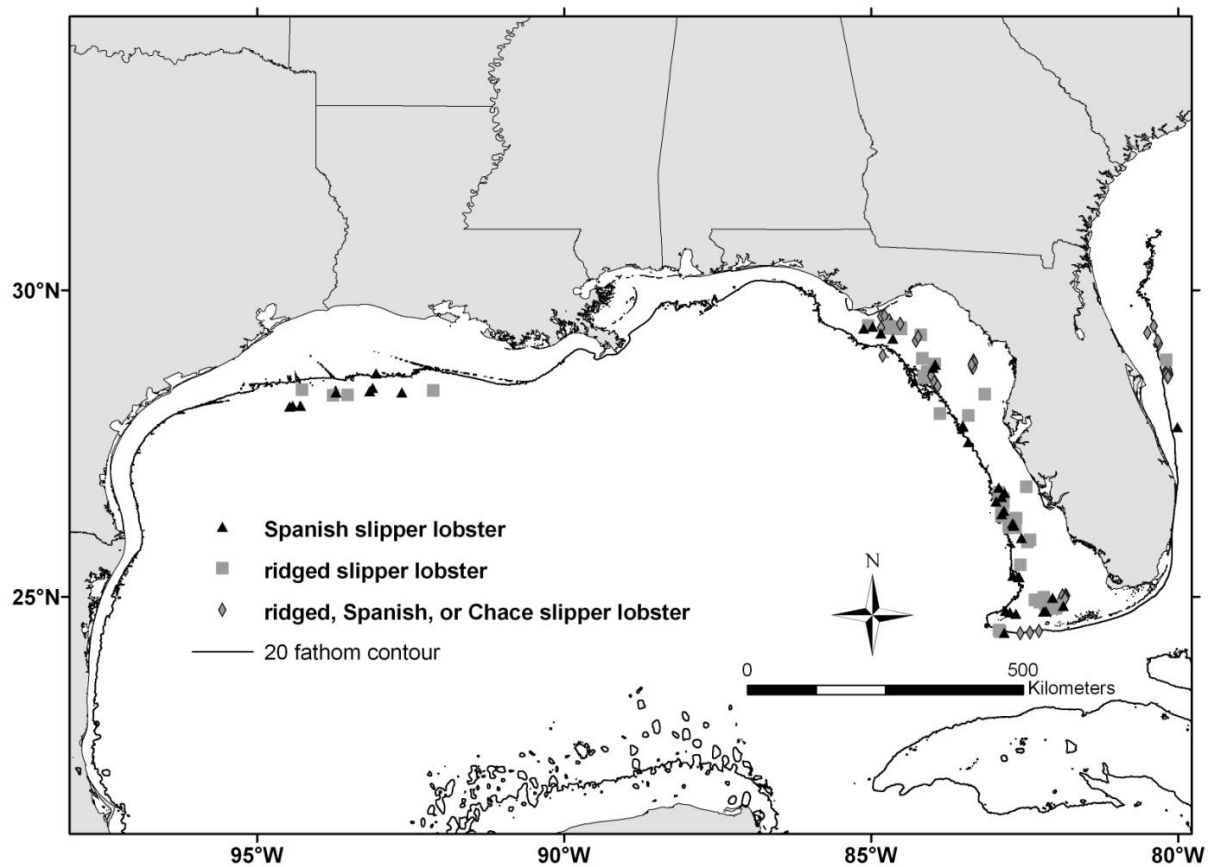 30°N
Spanish slipper lobster
ridged slipper lobster
ridged, Spanish, or Chace slipper lobster
20 fathom contour
N
25°N
0 500
Kilometers
95°W 90°W 85°W 80°W